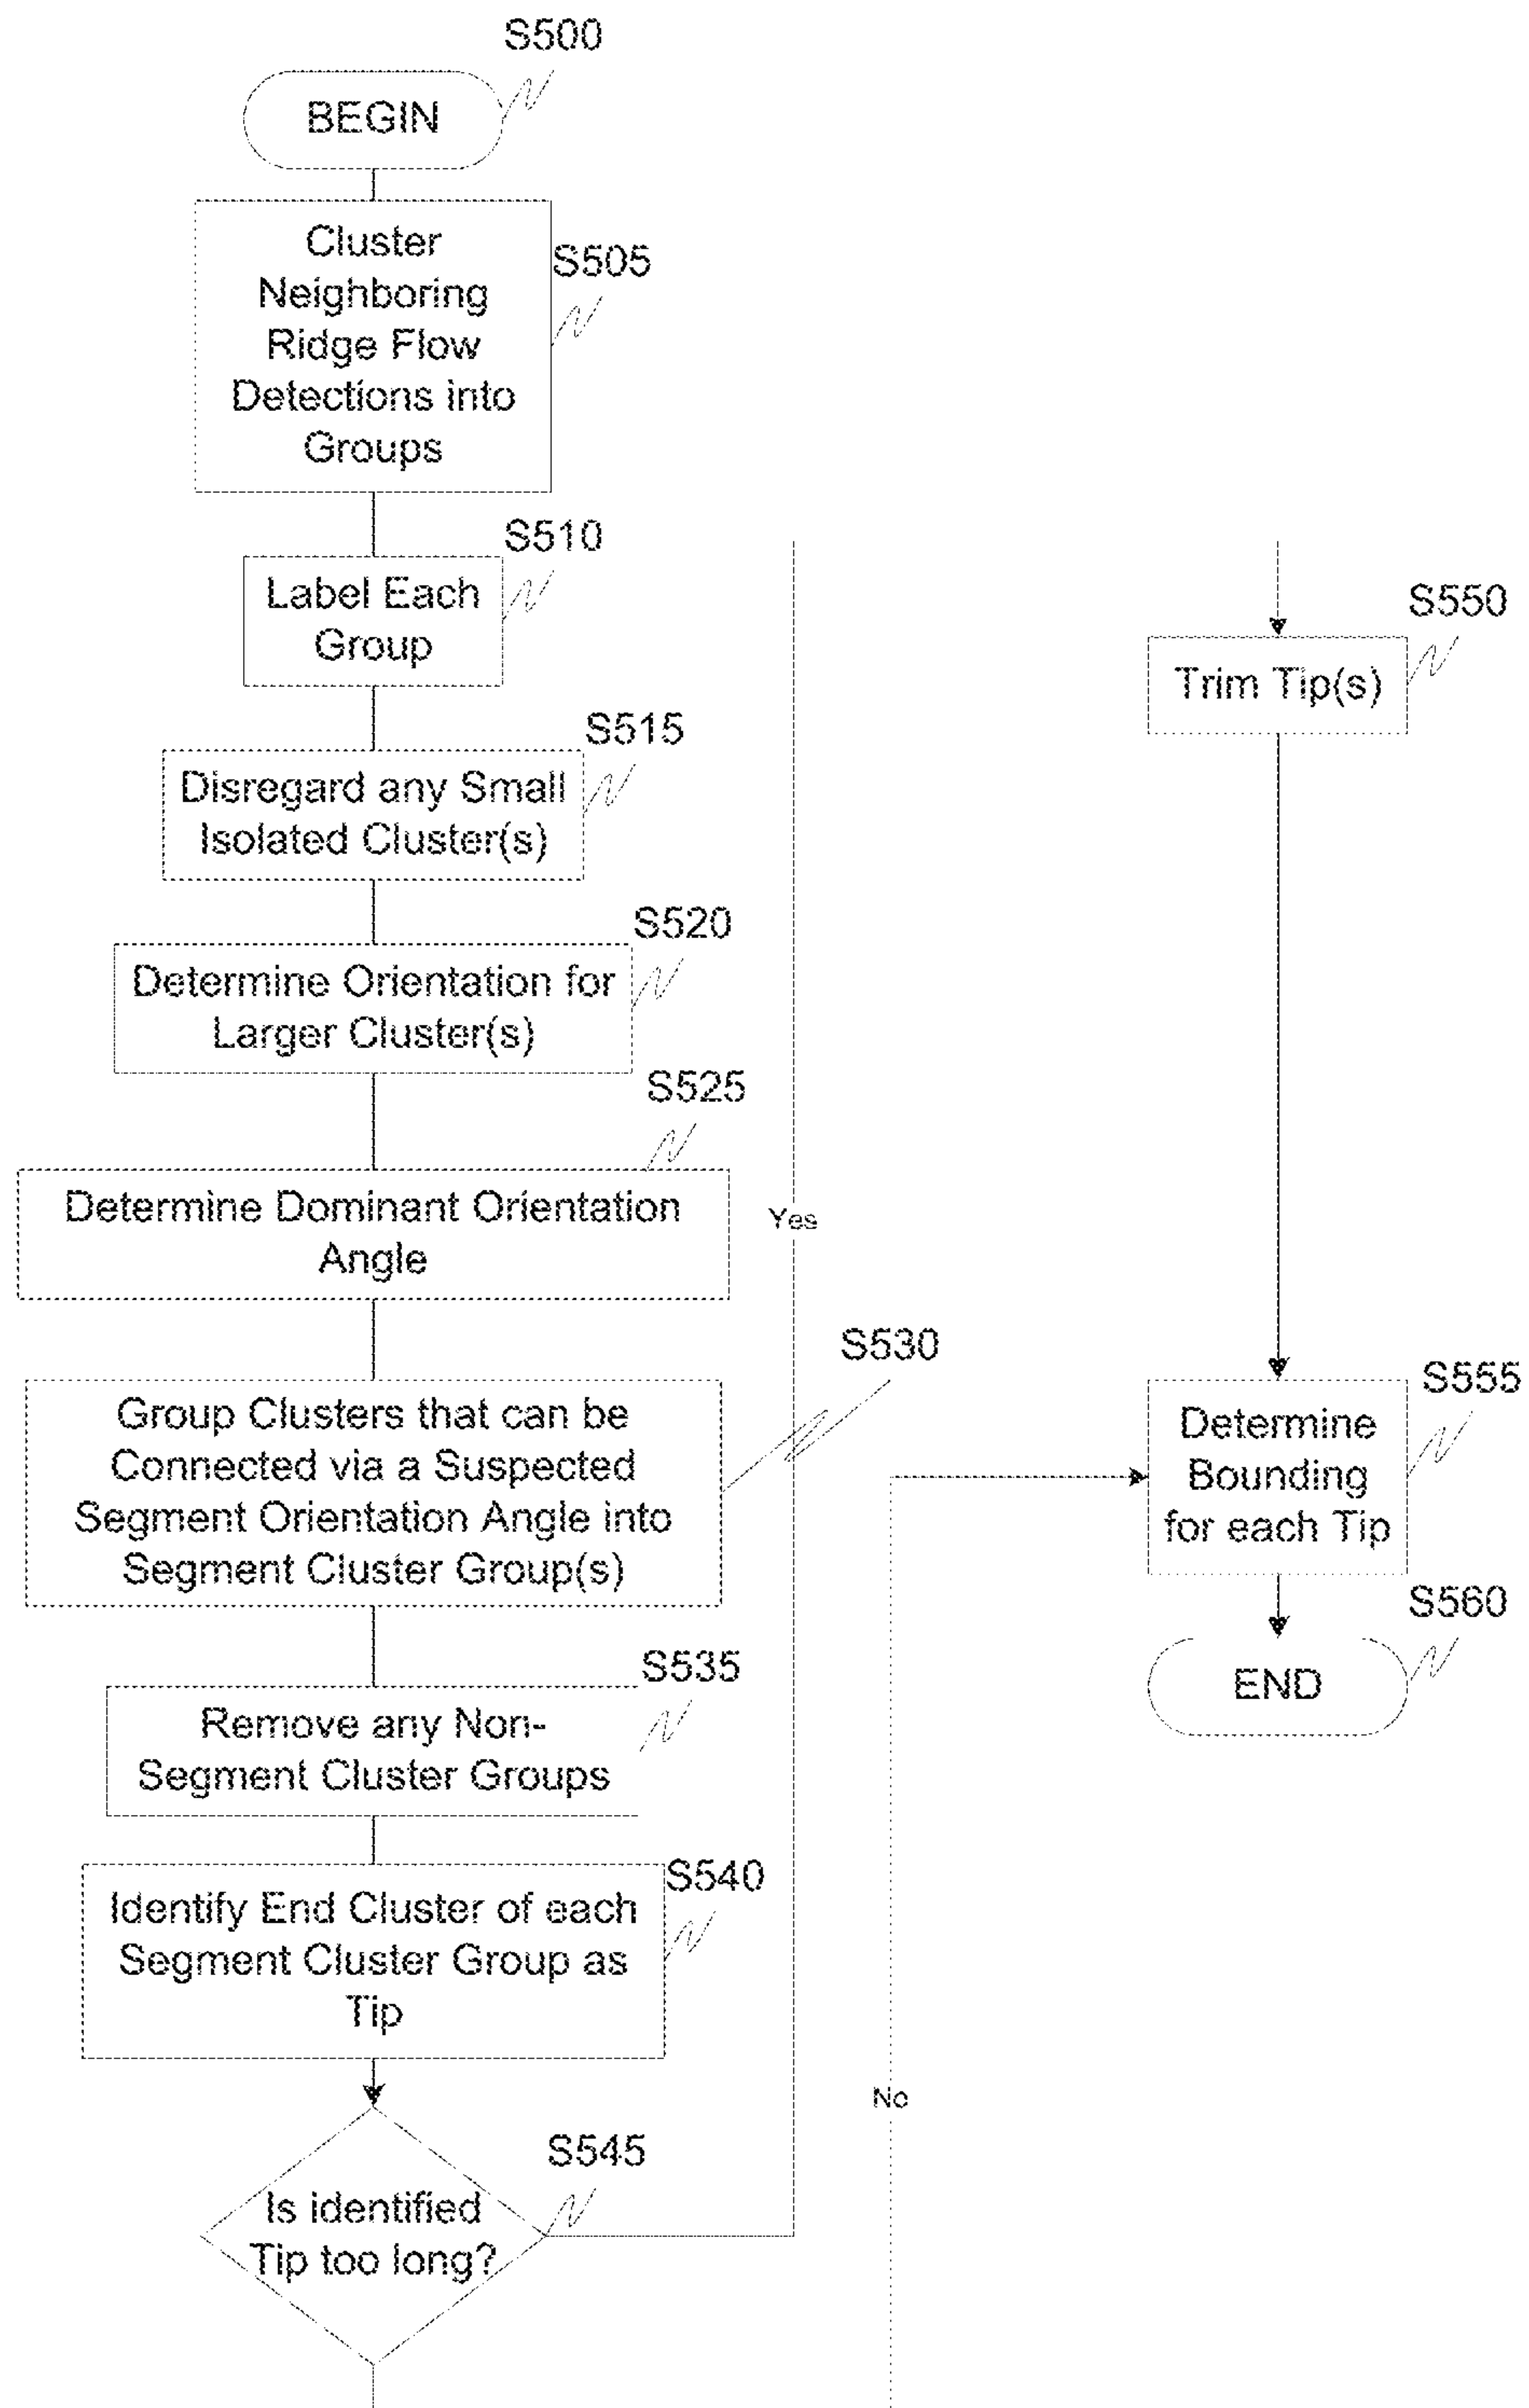 S500
BEGIN
S505
Cluster
Neighboring
Ridge Flow
Detections into
Groups
S510
Label Each
Group
S515
Disregard any Small
Isolated Cluster(s)
S520
Determine Orientation for
Larger Cluster(s)
S525
Determine Dominant Orientation
Angle
S530
Group Clusters that can be
Connected via a Suspected
Segment Orientation Angle into
Segment Cluster Group(s)
S535
Remove any Non-
Segment Cluster Groups
S540
Identify End Cluster of each
Segment Cluster Group as
Tip
S545
Is identified
Tip too long?
Yes
No
S550
Trim Tip(s)
S555
Determine
Bounding
for each Tip
S560
END